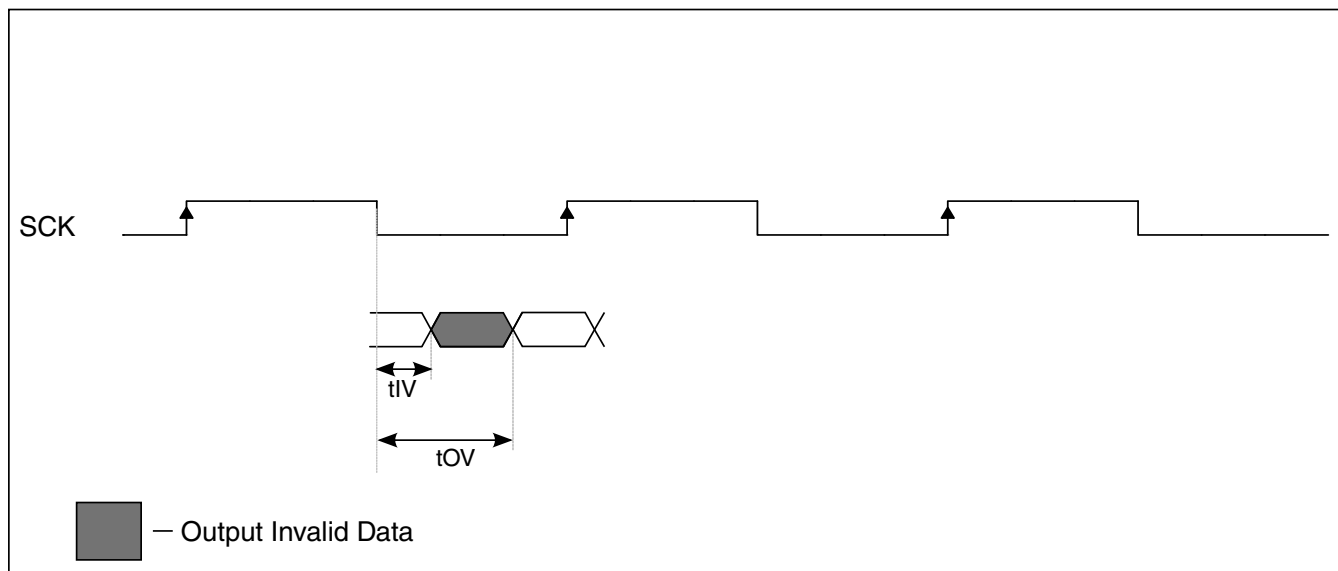 SCK
tIV
tOV
— Output Invalid Data